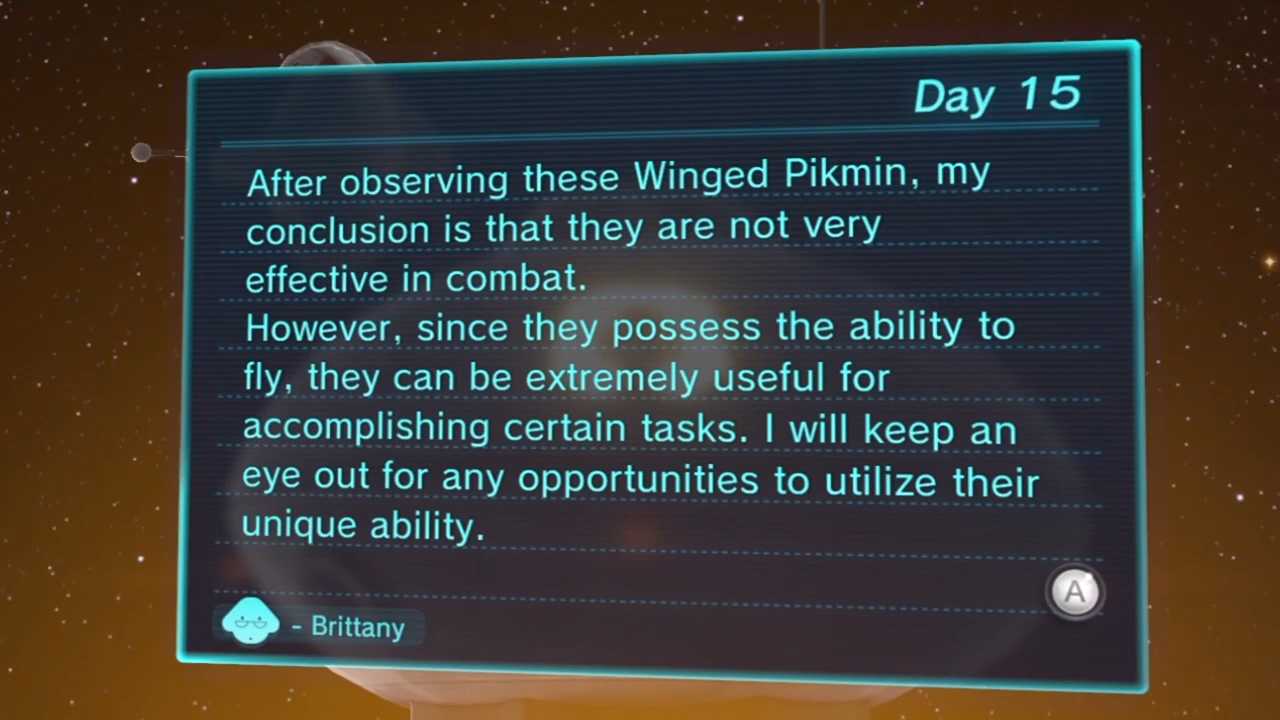 Day 15
After observing these Winged Pikmin, my
conclusion is that they are not very
effective in combat.
However, since they possess the ability to
fly, they can be extremely useful for
accomplishing certain tasks. I will keep an
eye out for any opportunities to utilize their
unique ability.
A
- Brittany